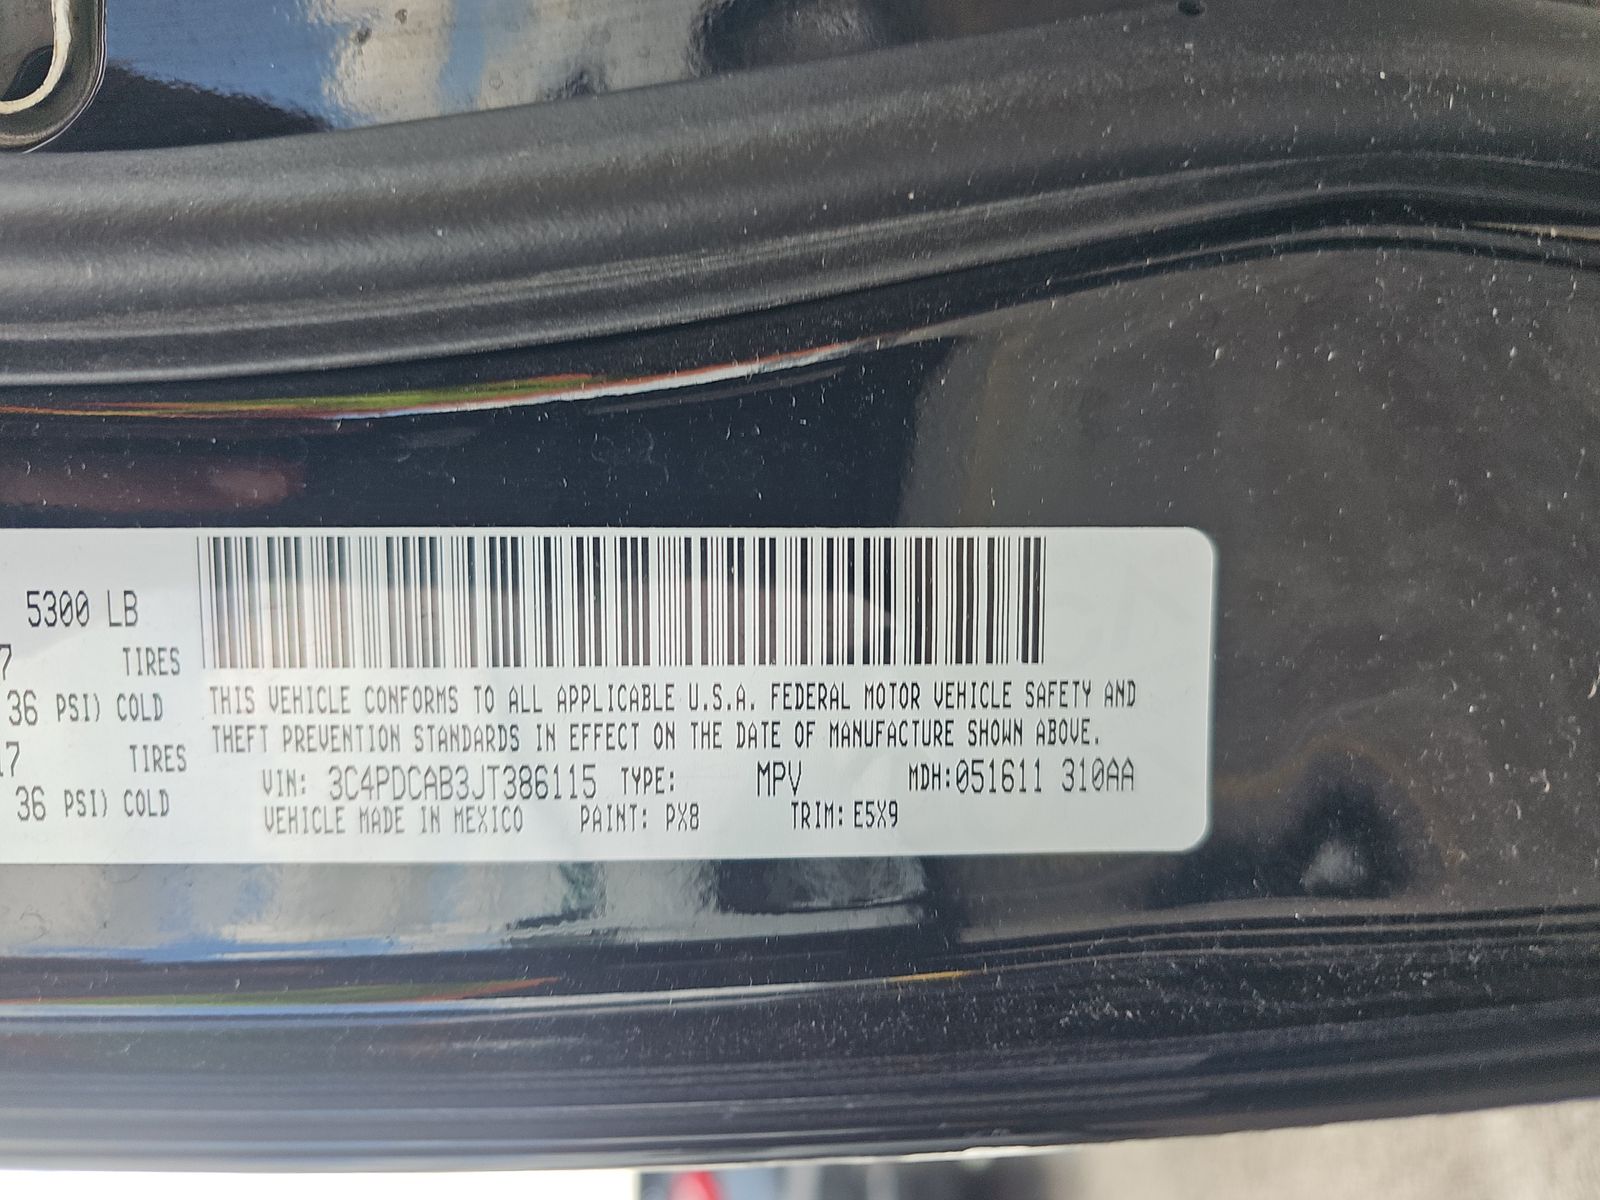 5300 LB
7 TIRES
36 PSI) COLD
17 TIRES
36 PSI) COLD
THIS VEHICLE CONFORMS TO ALL APPLICABLE U.S.A. FEDERAL MOTOR VEHICLE SAFETY AND
THEFT PREVENTION STANDARDS IN EFFECT ON THE DATE OF MANUFACTURE SHOWN ABOVE.
VIN: 3C4PDCAB3JT386115 TYPE: MPV MDH:051611 310AA
VEHICLE MADE IN MEXICO PAINT: PX8 TRIM: E5X9